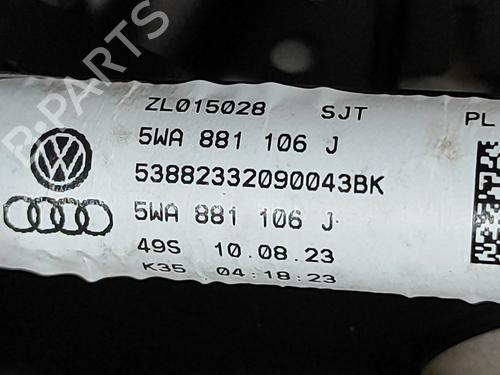 B-PARTS
ZL015028 SJT PL
5WA 881 106 J
53882332090043BK
5WA 881 106 J
49S 10.08.23
K35 04:18:23